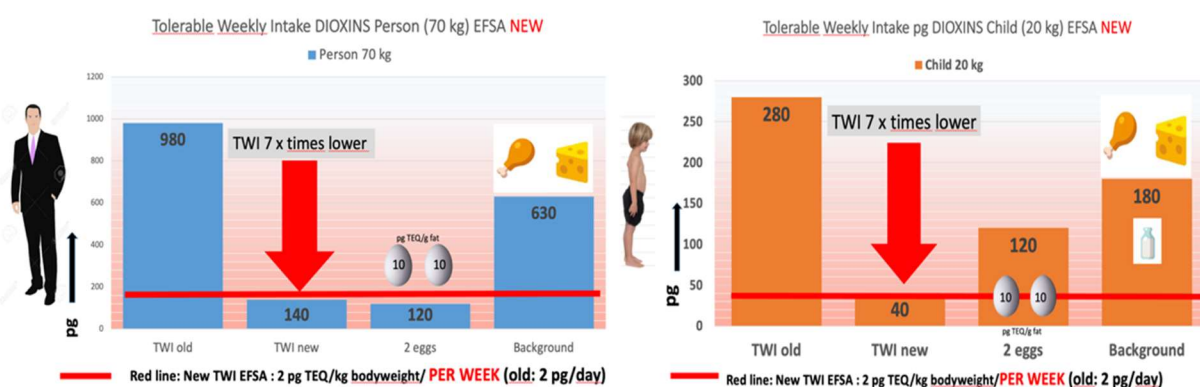 Tolerable Weekly Intake DIOXINS Person (70 kg) EFSA NEW
Person 70 kg
1200
1000
800
600
400
200
0
pg
980
TWI 7 x times lower
140
pg TEQ/g fat
10 10
120
630
TWI old TWI new 2 eggs Background
Red line: New TWI EFSA : 2 pg TEQ/kg bodyweight/ PER WEEK (old: 2 pg/day)
Tolerable Weekly Intake pg DIOXINS Child (20 kg) EFSA NEW
Child 20 kg
300
250
200
150
100
50
0
pg
280
TWI 7 x times lower
40
120
10 10
pg TEQ/g fat
180
TWI old TWI new 2 eggs Background
Red line: New TWI EFSA : 2 pg TEQ/kg bodyweight/PER WEEK (old: 2 pg/day)